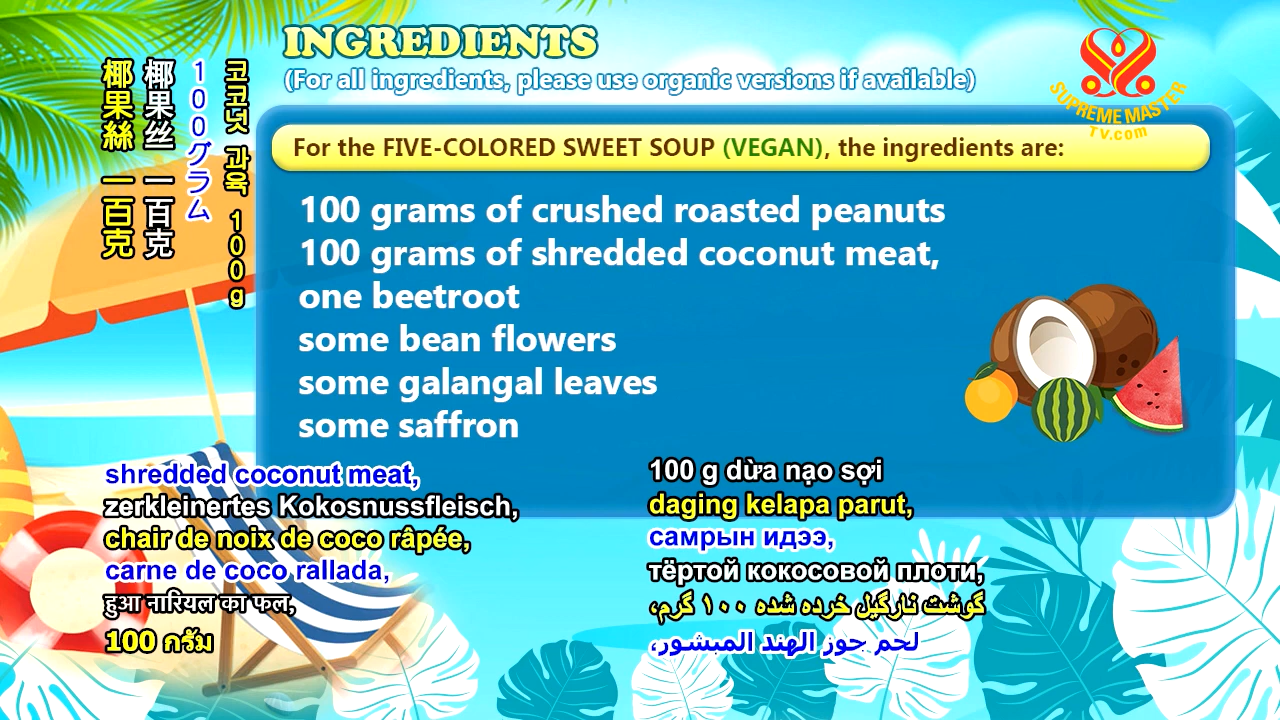 INGREDIENTS
(For all ingredients, please use organic versions if available)
SUPREME MASTER
TV.com
椰果絲 一百克
椰果丝 一百克
100グラム
코코넛 과육 100g
For the FIVE-COLORED SWEET SOUP (VEGAN), the ingredients are:
100 grams of crushed roasted peanuts
100 grams of shredded coconut meat,
one beetroot
some bean flowers
some galangal leaves
some saffron
shredded coconut meat,
zerkleinertes Kokosnussfleisch,
chair de noix de coco râpée,
carne de coco rallada,
हुआ नारियल का फल,
100 กรัม
100 g dừa nạo sợi
daging kelapa parut,
самрын идээ,
тёртой кокосовой плоти,
گوشت نارگیل خرده شده ۱۰۰ گرم،
لحم جوز الهند المبشور،